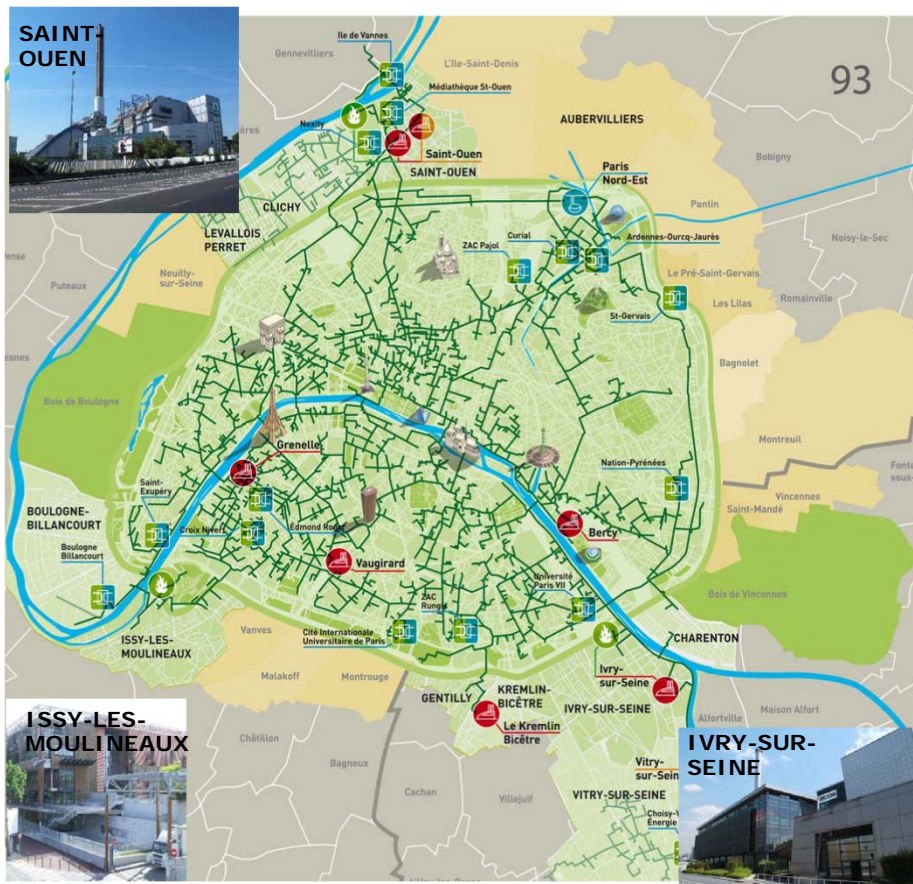 SAINT-
OUEN
Ile de Vannes
Gennevilliers
L'Ile-Saint-Denis
93
Médiathèque St-Ouen
AUBERVILLIERS
Nexity
Bobigny
Saint-Ouen
SAINT-OUEN
Paris
Nord-Est
CLICHY
Pantin
LEVALLOIS
PERRET
Curial
Ardennes-Ourcq-Jaurès
ZAC Pajol
Noisy-le-Sec
Neuilly-
sur-Seine
Le Pré-Saint-Gervais
Puteaux
Les Lilas
Romainville
St-Gervais
Bagnolet
Bois de Boulogne
Montreuil
Grenelle
Nation-Pyrénées
Saint-
Exupéry
Vincennes
Saint-Mandé
BOULOGNE-
BILLANCOURT
Croix Nivert
Edmond Roger
Bercy
Boulogne
Billancourt
Vaugirard
Université
Paris VII
Bois de Vincennes
ZAC
Rungis
ISSY-LES-
MOULINEAUX
Vanves
Cité Internationale
Universitaire de Paris
CHARENTON
Malakoff
Montrouge
Ivry-
sur-Seine
GENTILLY
KREMLIN-
BICÊTRE
IVRY-SUR-SEINE
Maison Alfort
Alfortville
Le Kremlin
Bicêtre
ISSY-LES-
MOULINEAUX
Châtillon
IVRY-SUR-
SEINE
Bagneux
Vitry-
sur-Sein
Cachan
Villejuif
VITRY-SUR-SEINE
Choisy-V
Énergie